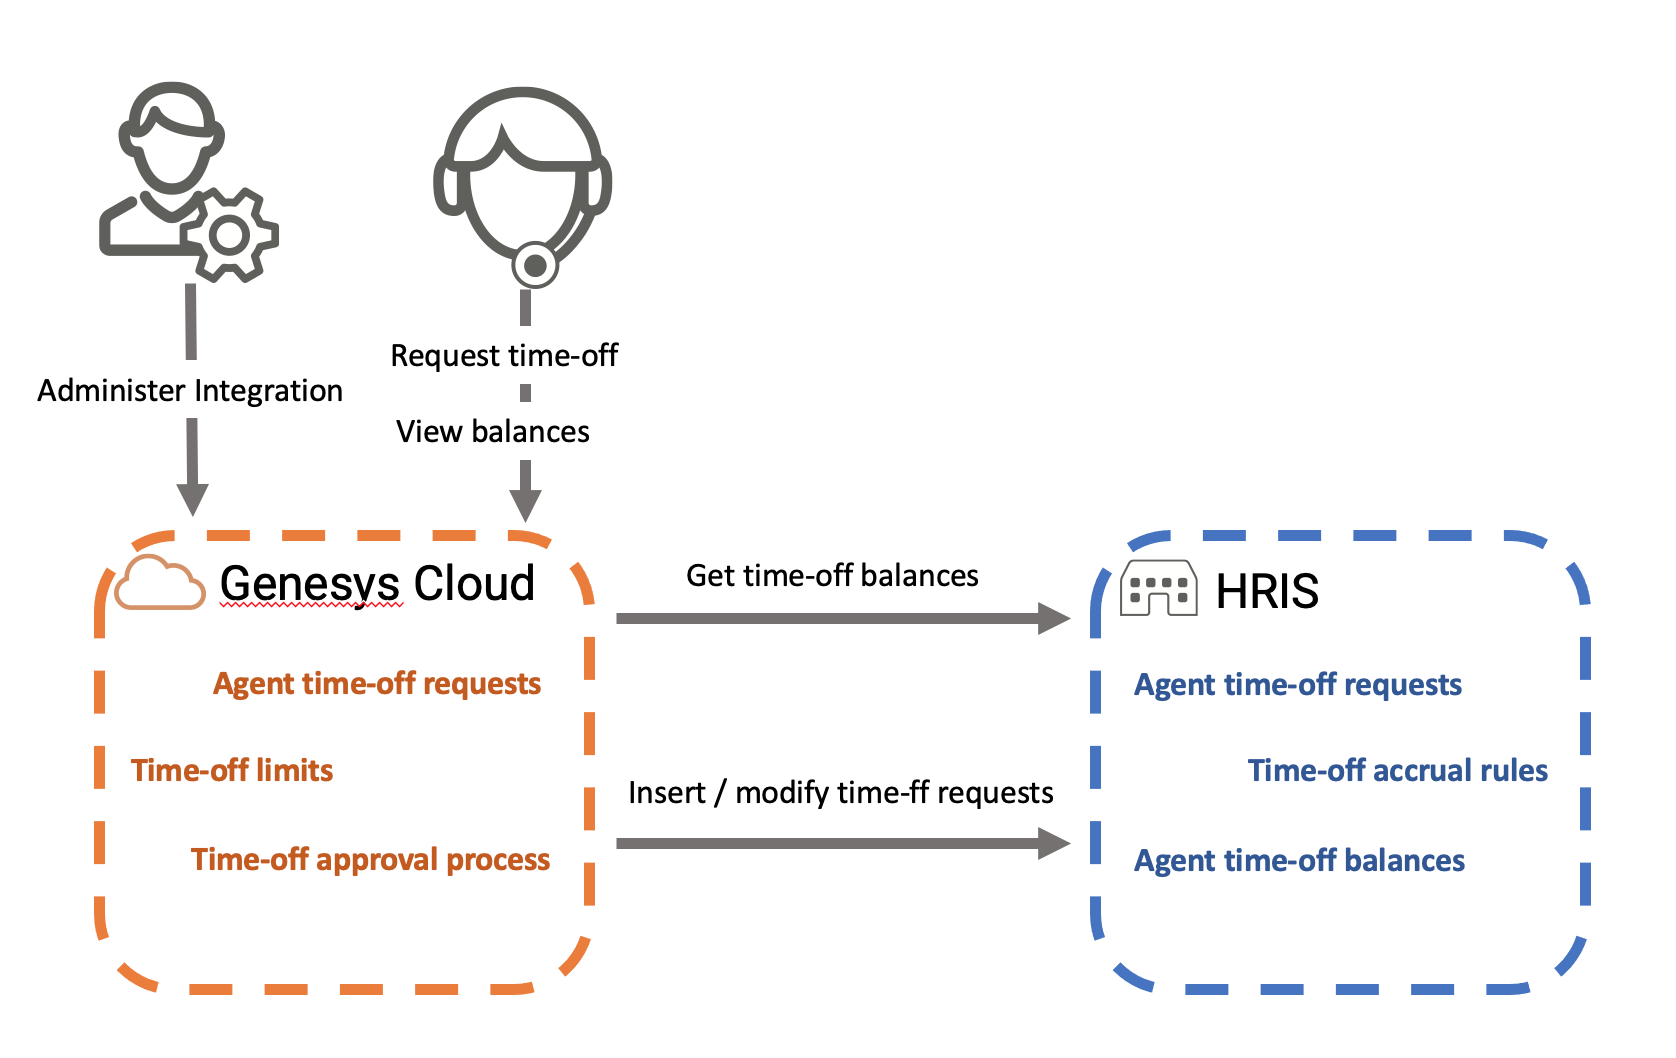 Administer Integration
Request time-off
View balances
Genesys Cloud
Agent time-off requests
Time-off limits
Time-off approval process
Get time-off balances
Insert / modify time-ff requests
HRIS
Agent time-off requests
Time-off accrual rules
Agent time-off balances